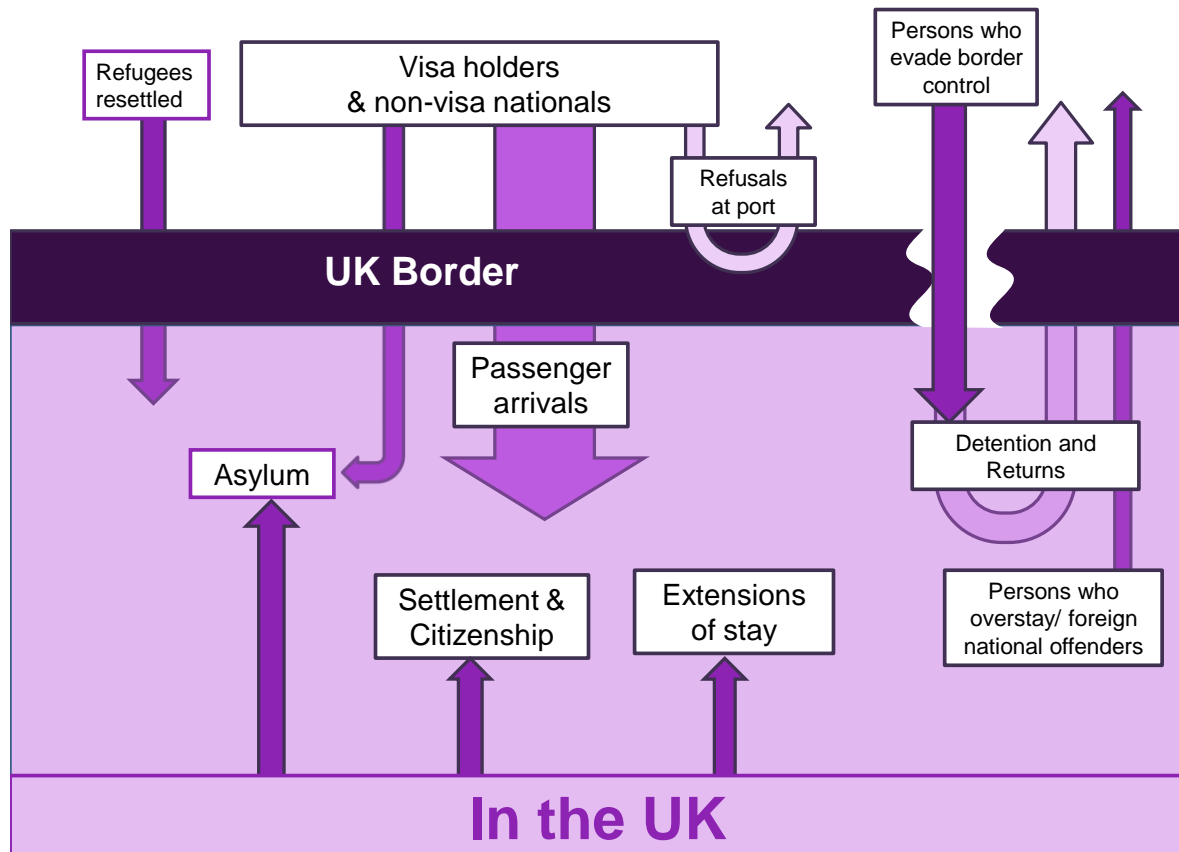 Refugees
resettled
Visa holders
& non-visa nationals
Persons who
evade border
control
Refusals
at port
UK Border
Passenger
arrivals
Asylum
Detention and
Returns
Settlement &
Citizenship
Extensions
of stay
Persons who
overstay/ foreign
national offenders
In the UK